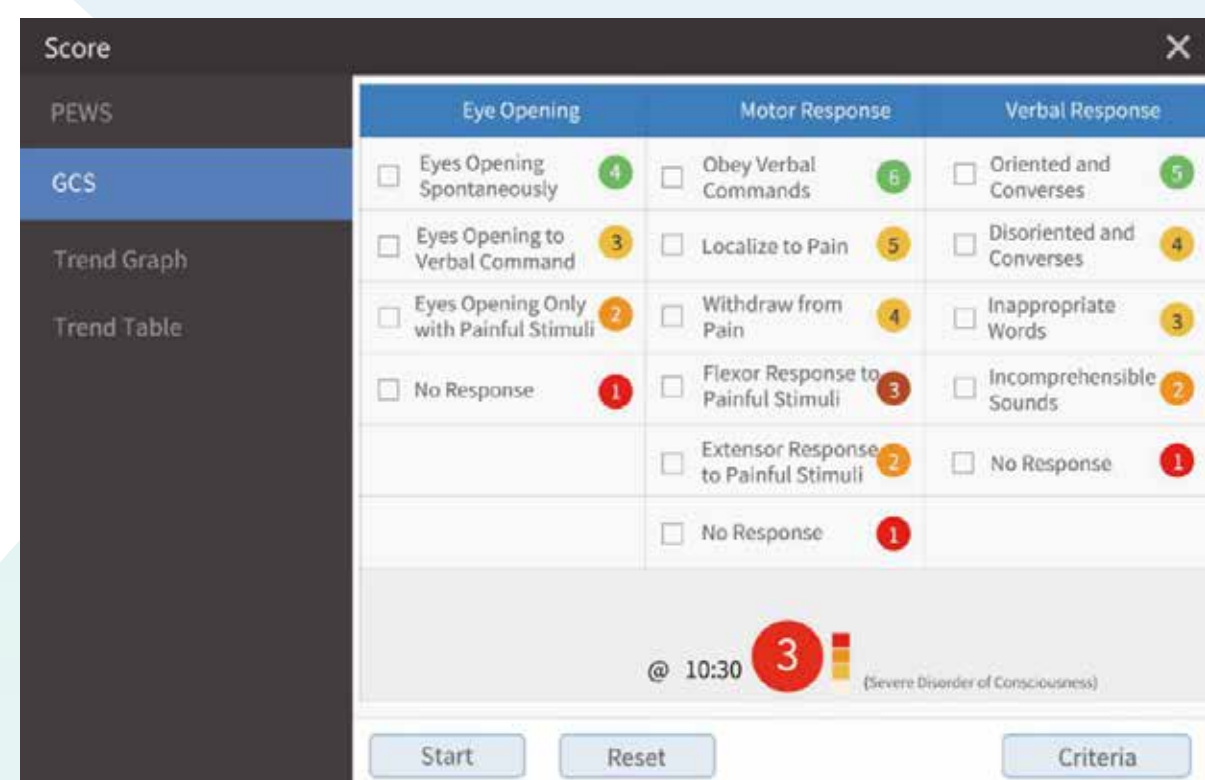 Score
×
PEWS
GCS
Trend Graph
Trend Table
Eye Opening
Motor Response
Verbal Response
Eyes Opening
Spontaneously
4
Obey Verbal
Commands
6
Oriented and
Converses
5
Eyes Opening to
Verbal Command
3
Localize to Pain
5
Disoriented and
Converses
4
Eyes Opening Only
with Painful Stimuli
2
Withdraw from
Pain
4
Inappropriate
Words
3
No Response
1
Flexor Response to
Painful Stimuli
3
Incomprehensible
Sounds
2
Extensor Response
to Painful Stimuli
2
No Response
1
No Response
1
@ 10:30
3
(Severe Disorder of Consciousness)
Start
Reset
Criteria